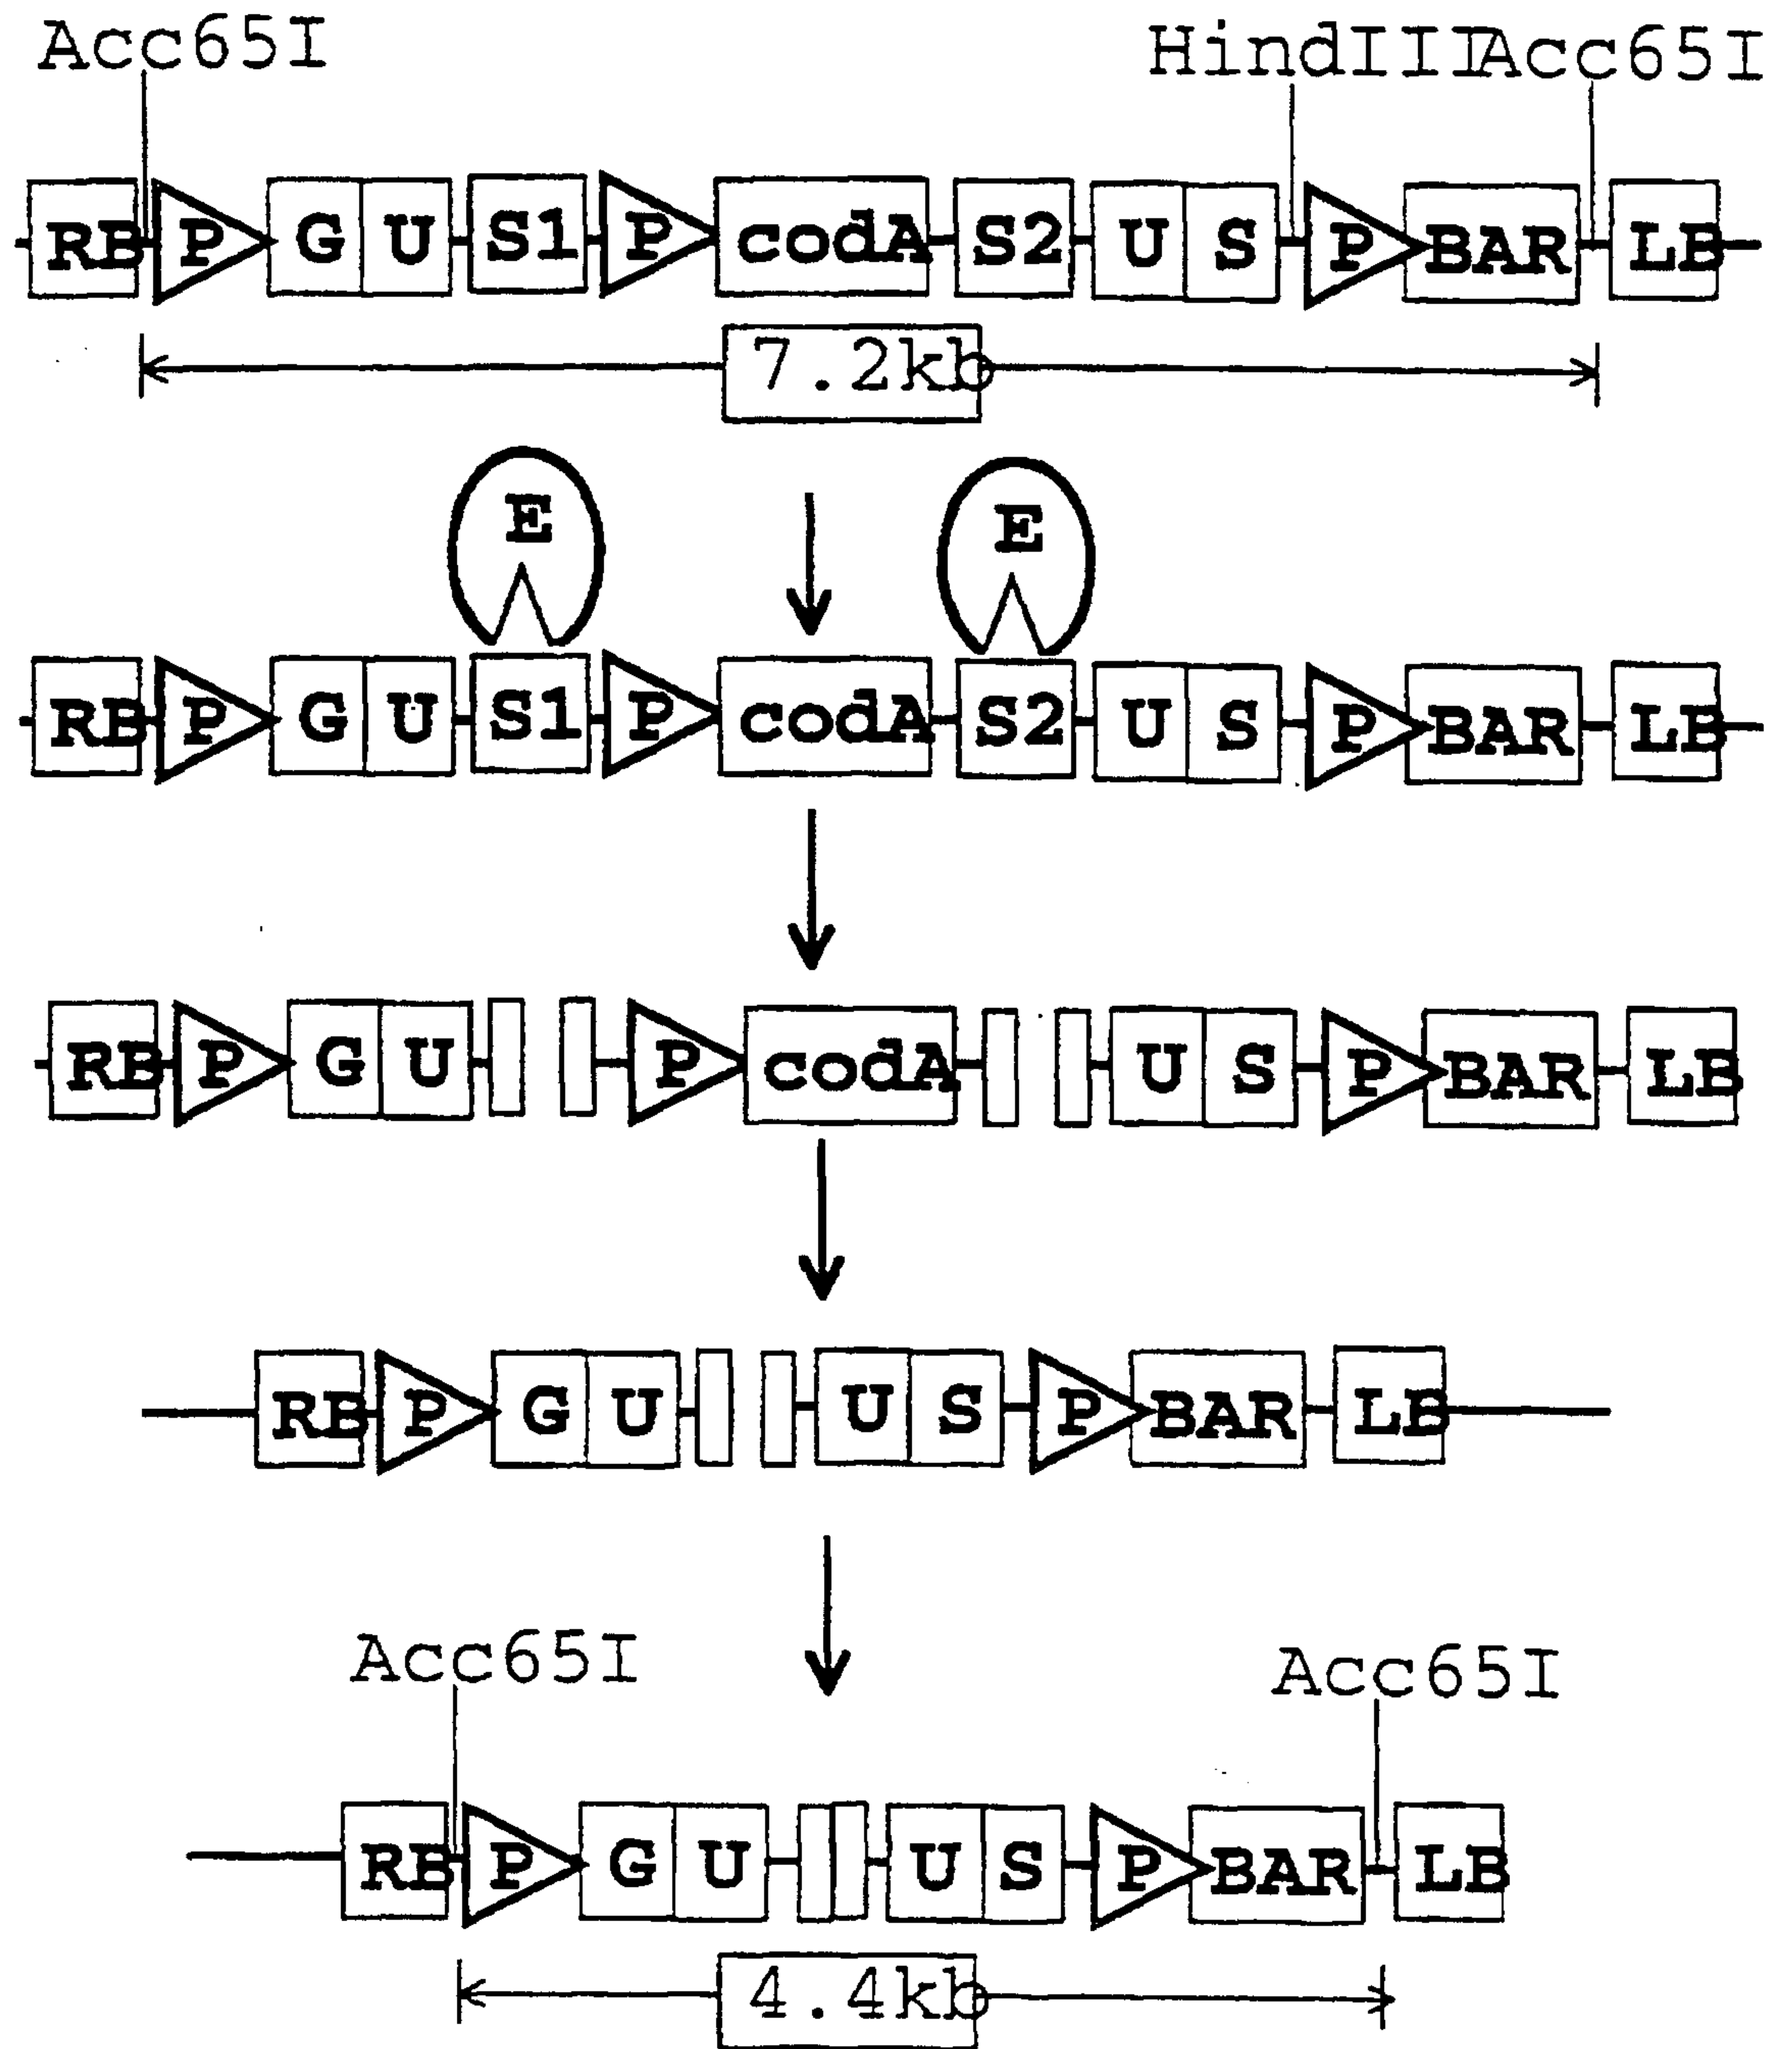 Acc65I HindIII Acc65I
RB P G U S1 P codA S2 U S P BAR LB
7.2kb
E E
RB P G U S1 P codA S2 U S P BAR LB
RB P G U P codA U S P BAR LB
RB P G U U S P BAR LB
Acc65I Acc65I
RB P G U U S P BAR LB
4.4kb